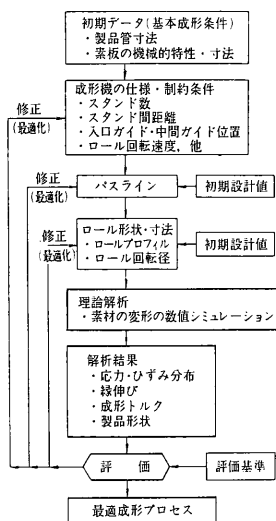 初期データ(基本成形条件)
・製品管寸法
・素板の機械的特性・寸法
成形機の仕様・制約条件
・スタンド数
・スタンド間距離
・入口ガイド・中間ガイド位置
・ロール回転速度，他
修正
(最適化)
修正
(最適化)
パスライン
初期設計値
ロール形状・寸法
・ロールプロフィル
・ロール回転径
修正
(最適化)
初期設計値
理論解析
・素材の変形の数値シミュレーション
解析結果
・応力・ひずみ分布
・縁伸び
・成形トルク
・製品形状
評価
評価基準
最適成形プロセス